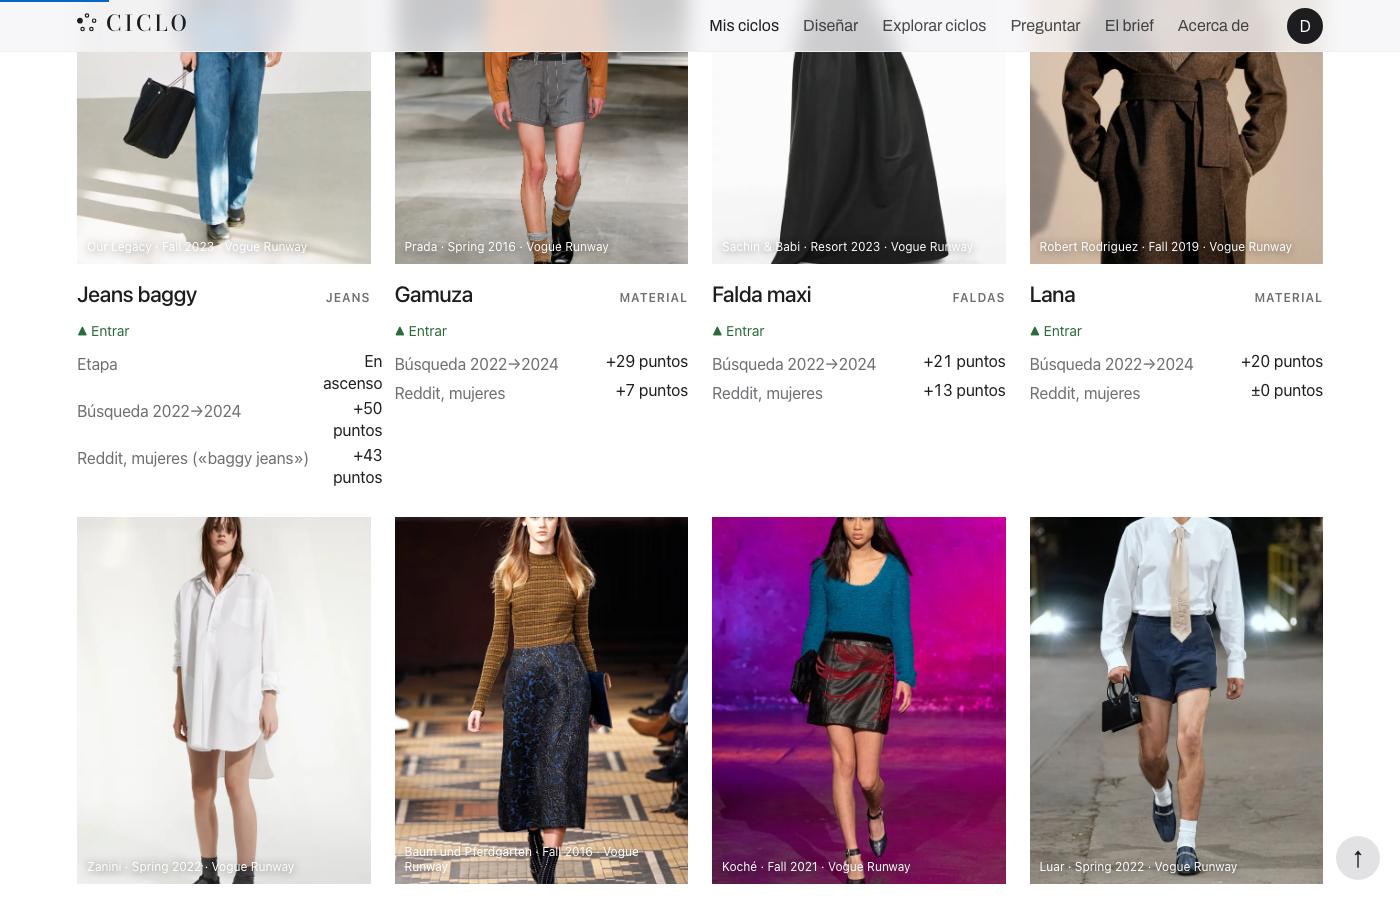 CICLO
Mis ciclos
Diseñar
Explorar ciclos
Preguntar
El brief
Acerca de
D
Our Legacy · Fall 2023 · Vogue Runway
Prada · Spring 2016 · Vogue Runway
Sachin & Babi · Resort 2023 · Vogue Runway
Robert Rodriguez · Fall 2019 · Vogue Runway
Jeans baggy
JEANS
▲ Entrar
Etapa
En
ascenso
Búsqueda 2022→2024
+50
puntos
Reddit, mujeres («baggy jeans»)
+43
puntos
Gamuza
MATERIAL
▲ Entrar
Búsqueda 2022→2024
+29 puntos
Reddit, mujeres
+7 puntos
Falda maxi
FALDAS
▲ Entrar
Búsqueda 2022→2024
+21 puntos
Reddit, mujeres
+13 puntos
Lana
MATERIAL
▲ Entrar
Búsqueda 2022→2024
+20 puntos
Reddit, mujeres
±0 puntos
Zanini · Spring 2022 · Vogue Runway
Baum und Pferdgarten · Fall 2016 · Vogue
Runway
Koché · Fall 2021 · Vogue Runway
Luar · Spring 2022 · Vogue Runway
↑